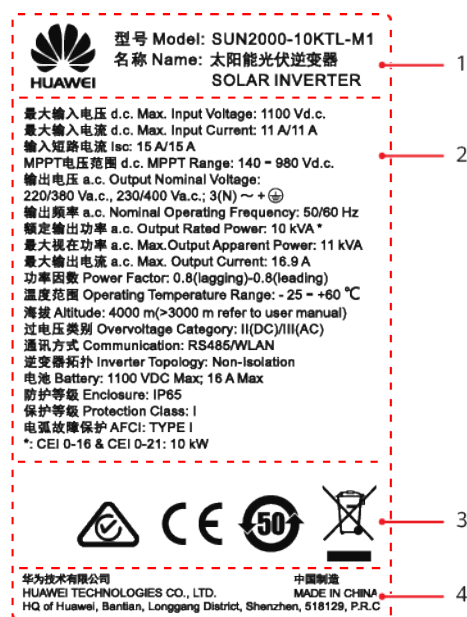 HUAWEI
型号 Model: SUN2000-10KTL-M1
名称 Name: 太阳能光伏逆变器
SOLAR INVERTER
1
最大输入电压 d.c. Max. Input Voltage: 1100 Vd.c.
最大输入电流 d.c. Max. Input Current: 11 A/11 A
输入短路电流 Isc: 15 A/15 A
MPPT电压范围 d.c. MPPT Range: 140 - 980 Vd.c.
输出电压 a.c. Output Nominal Voltage:
220/380 Va.c., 230/400 Va.c.; 3(N) ~ + ⏚
输出频率 a.c. Nominal Operating Frequency: 50/60 Hz
额定输出功率 a.c. Output Rated Power: 10 kVA *
最大视在功率 a.c. Max.Output Apparent Power: 11 kVA
最大输出电流 a.c. Max. Output Current: 16.9 A
功率因数 Power Factor: 0.8(lagging)-0.8(leading)
温度范围 Operating Temperature Range: - 25 - +60 ℃
海拔 Altitude: 4000 m(>3000 m refer to user manual)
过电压类别 Overvoltage Category: II(DC)/III(AC)
通讯方式 Communication: RS485/WLAN
逆变器拓扑 Inverter Topology: Non-Isolation
电池 Battery: 1100 VDC Max; 16 A Max
防护等级 Enclosure: IP65
保护等级 Protection Class: I
电弧故障保护 AFCI: TYPE I
*: CEI 0-16 & CEI 0-21: 10 kW
2
CE
50
3
华为技术有限公司 中国制造
HUAWEI TECHNOLOGIES CO., LTD. MADE IN CHINA
HQ of Huawei, Bantian, Longgang District, Shenzhen, 518129, P.R.C
4